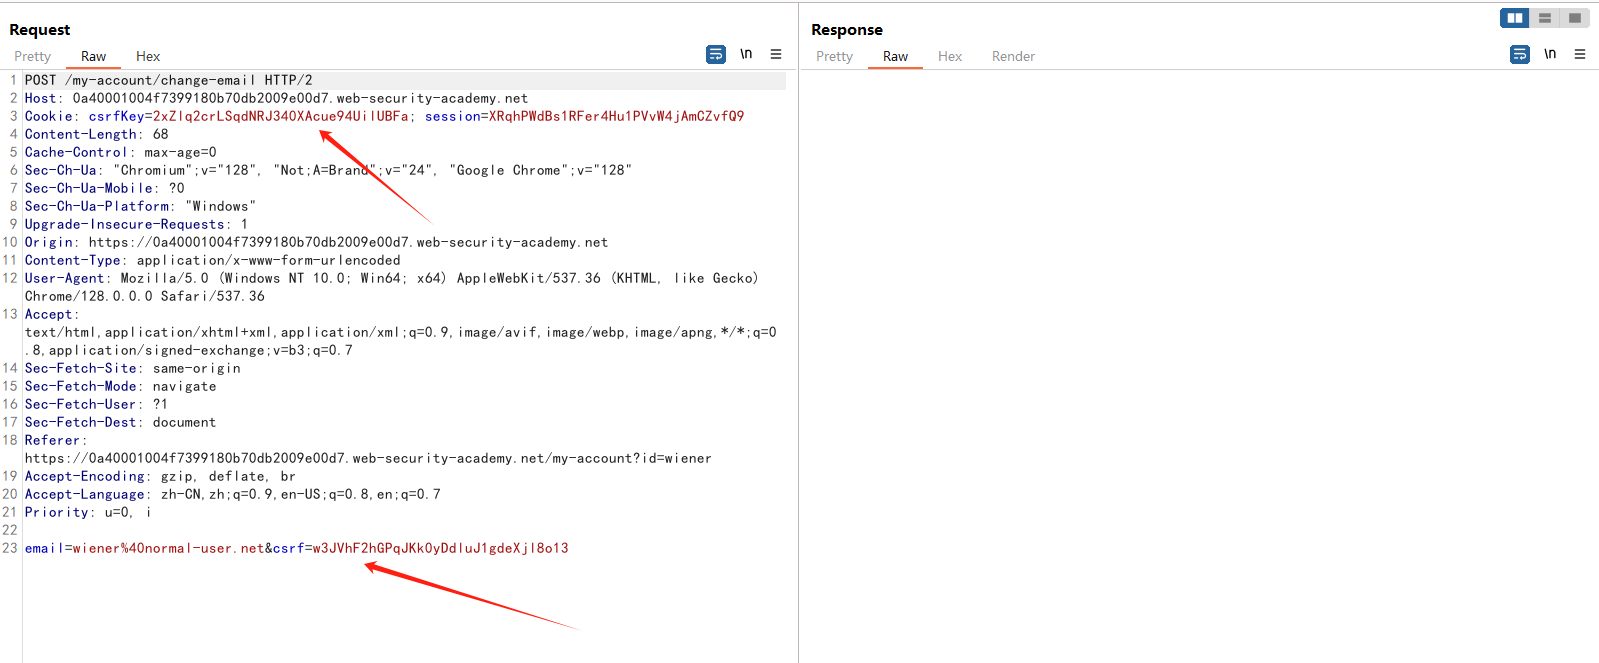 Request
Pretty Raw Hex
\n
1 POST /my-account/change-email HTTP/2
2 Host: 0a40001004f7399180b70db2009e00d7.web-security-academy.net
3 Cookie: csrfKey=2xZlq2crLSqdNRJ340XAcue94UilUBFa; session=XRqhPWdBs1RFer4Hu1PVvW4jAmCZvfQ9
4 Content-Length: 68
5 Cache-Control: max-age=0
6 Sec-Ch-Ua: "Chromium";v="128", "Not;A=Brand";v="24", "Google Chrome";v="128"
7 Sec-Ch-Ua-Mobile: ?0
8 Sec-Ch-Ua-Platform: "Windows"
9 Upgrade-Insecure-Requests: 1
10 Origin: https://0a40001004f7399180b70db2009e00d7.web-security-academy.net
11 Content-Type: application/x-www-form-urlencoded
12 User-Agent: Mozilla/5.0 (Windows NT 10.0; Win64; x64) AppleWebKit/537.36 (KHTML, like Gecko)
Chrome/128.0.0.0 Safari/537.36
13 Accept:
text/html,application/xhtml+xml,application/xml;q=0.9,image/avif,image/webp,image/apng,*/*;q=0
.8,application/signed-exchange;v=b3;q=0.7
14 Sec-Fetch-Site: same-origin
15 Sec-Fetch-Mode: navigate
16 Sec-Fetch-User: ?1
17 Sec-Fetch-Dest: document
18 Referer:
https://0a40001004f7399180b70db2009e00d7.web-security-academy.net/my-account?id=wiener
19 Accept-Encoding: gzip, deflate, br
20 Accept-Language: zh-CN,zh;q=0.9,en-US;q=0.8,en;q=0.7
21 Priority: u=0, i
22
23 email=wiener%40normal-user.net&csrf=w3JVhF2hGPqJKk0yDdluJ1gdeXjl8o13
Response
Pretty Raw Hex Render
\n